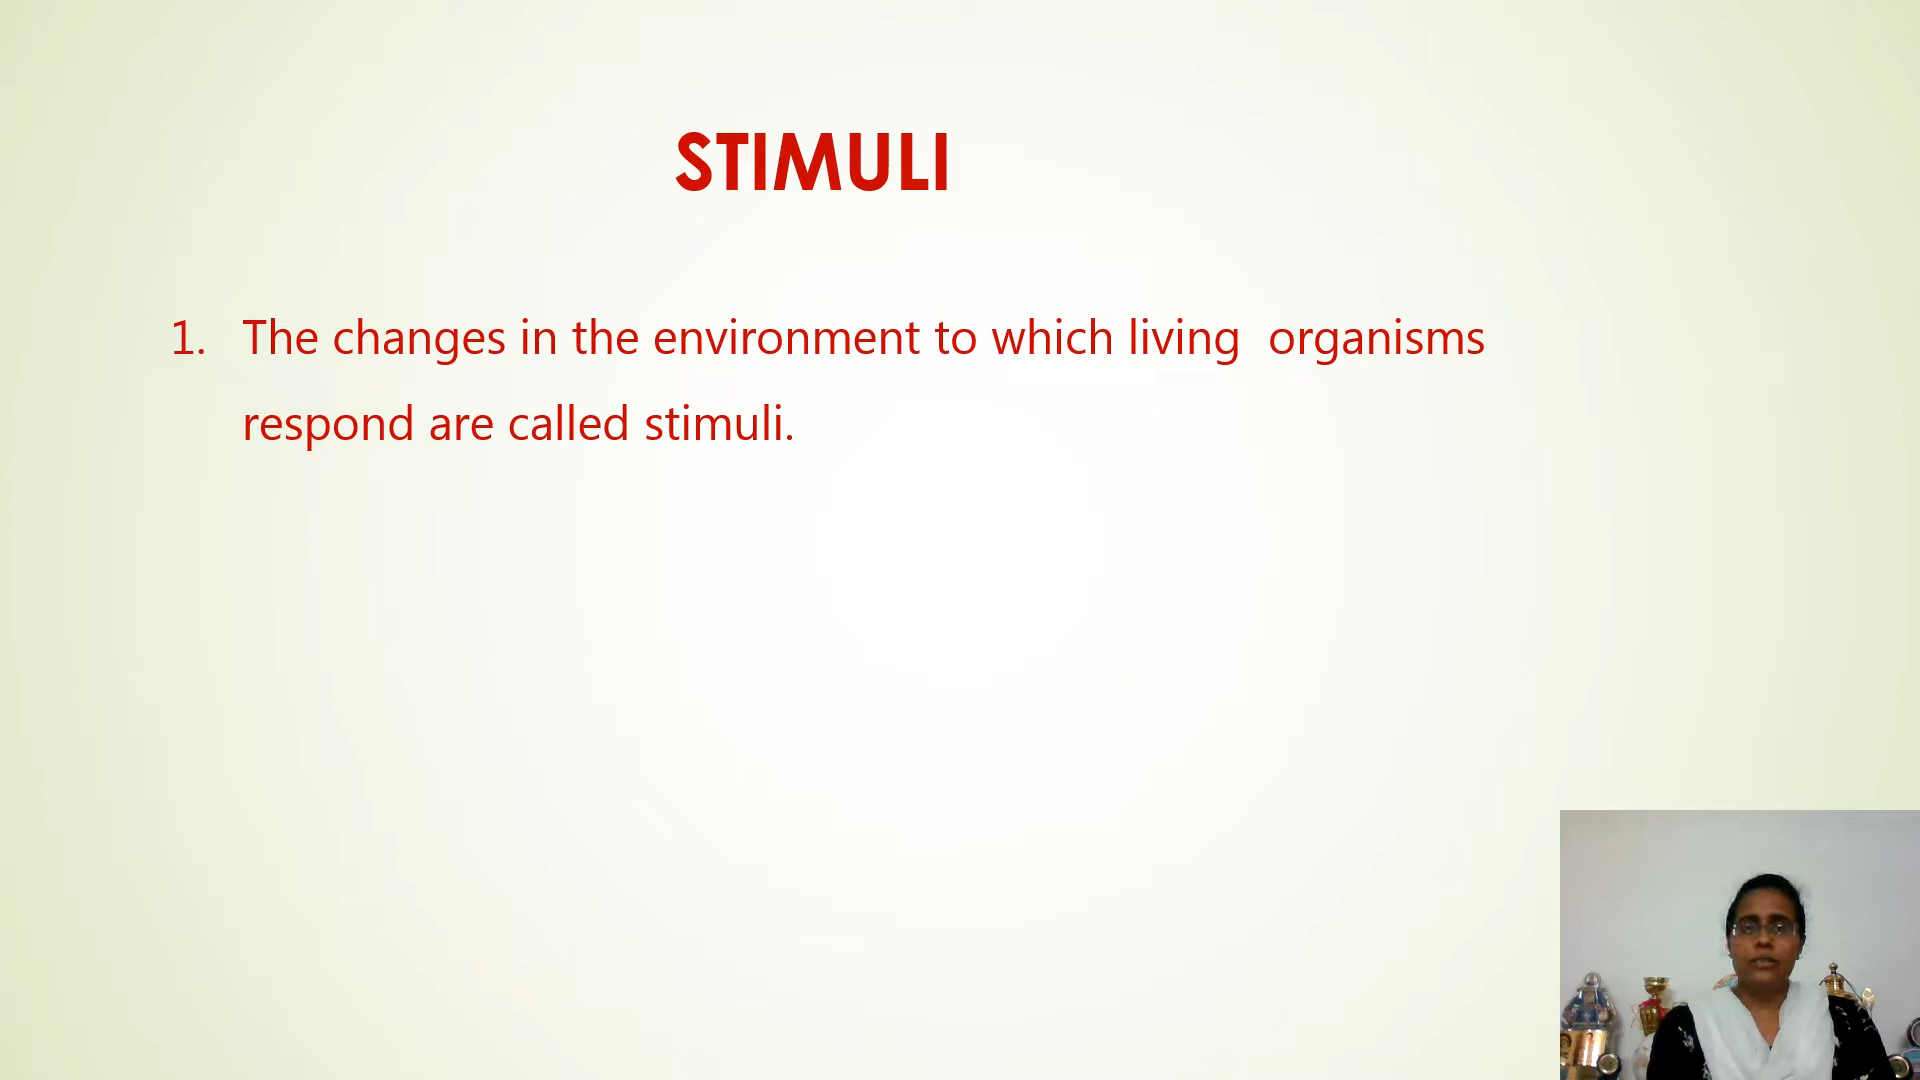 STIMULI
1. The changes in the environment to which living organisms
respond are called stimuli.